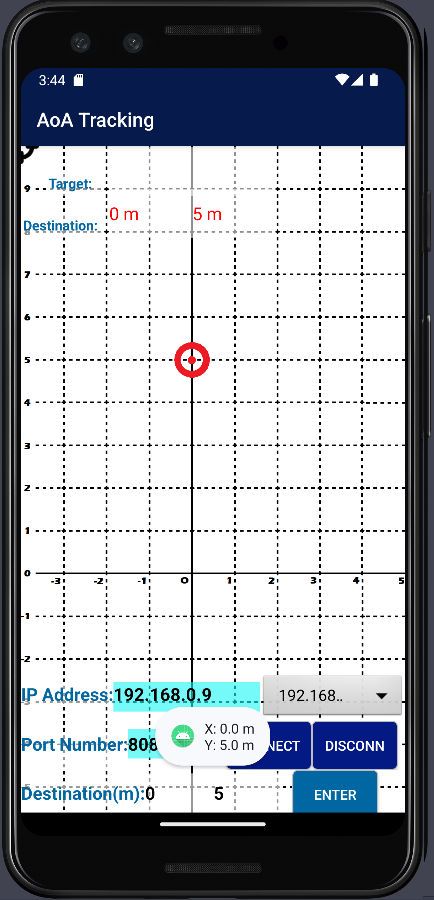 3:44
AoA Tracking
9
Target:
0 m 5 m
Destination:
8
7
6
5
4
3
2
1
0
-3 -2 -1 0 1 2 3 4 5
-1
-2
IP Address: 192.168.0.9 192.168..
Port Number: 808 NECT DISCONN
X: 0.0 m
Y: 5.0 m
Destination(m): 0 5 ENTER